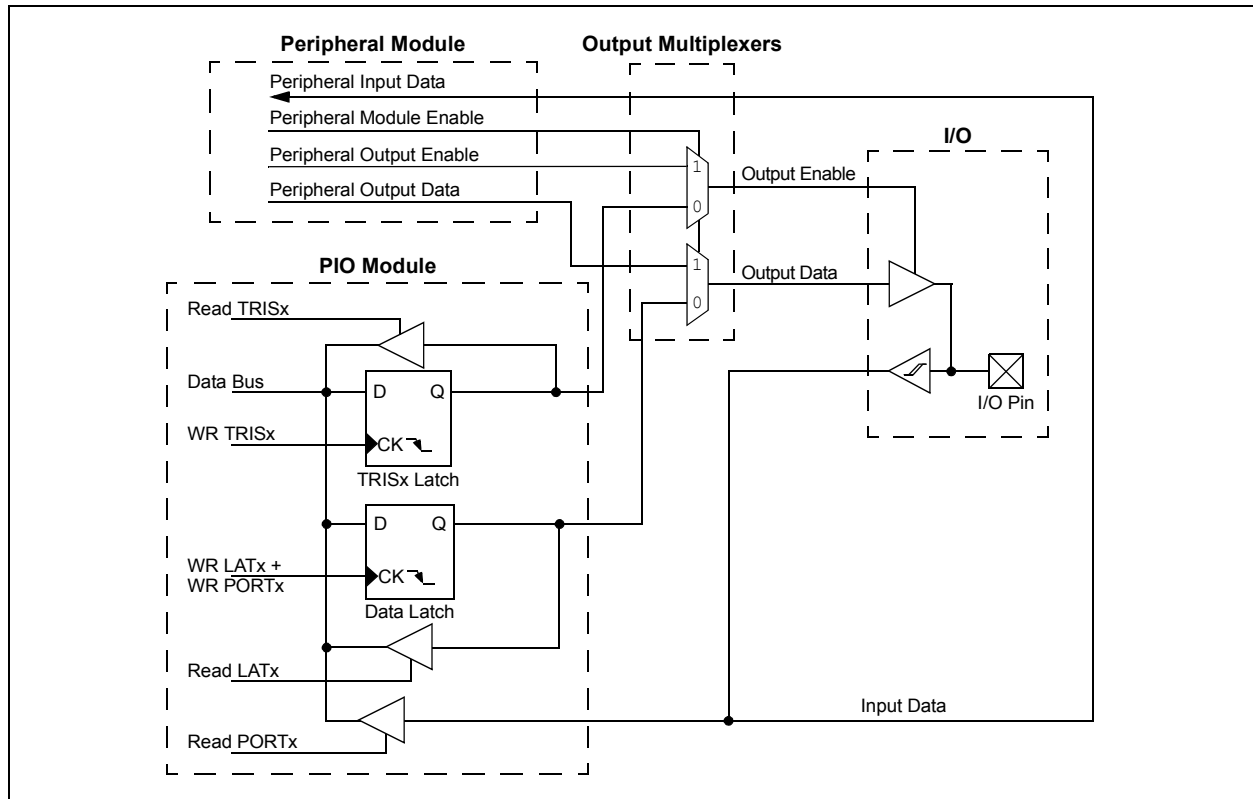 Peripheral Module
Output Multiplexers
Peripheral Input Data
Peripheral Module Enable
Peripheral Output Enable
Peripheral Output Data
1
0
1
0
Output Enable
Output Data
I/O
I/O Pin
PIO Module
Read TRISx
Data Bus
D
Q
WR TRISx
CK
TRISx Latch
D
Q
WR LATx +
WR PORTx
CK
Data Latch
Read LATx
Read PORTx
Input Data